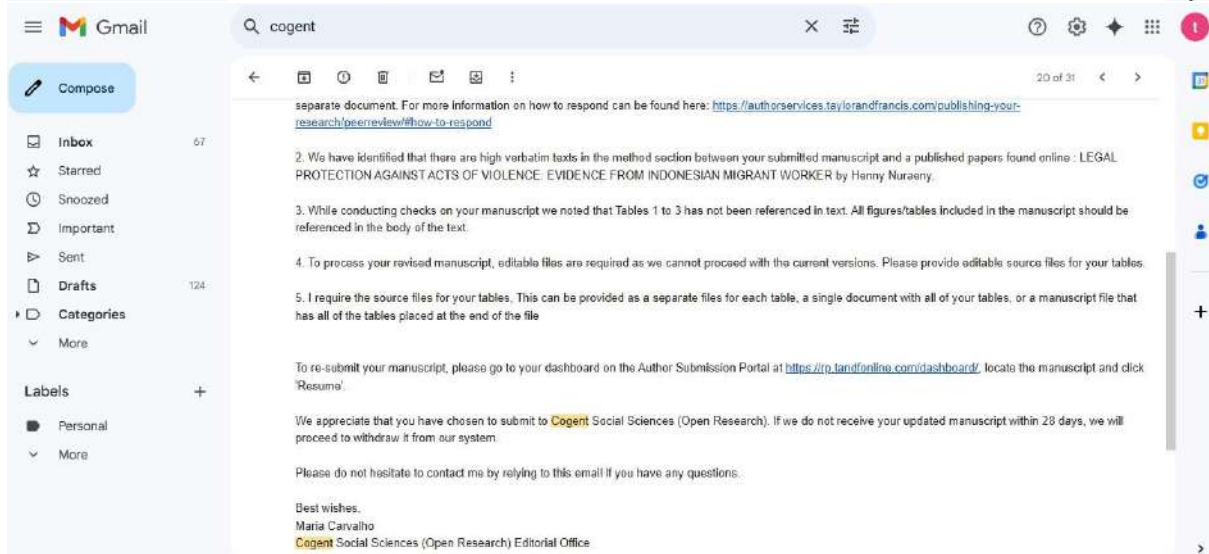 Gmail
cogent
Compose
20 of 31
Inbox 67
Starred
Snoozed
Important
Sent
Drafts 124
Categories
More
Labels
Personal
More
separate document. For more information on how to respond can be found here: https://authorservices.taylorandfrancis.com/publishing-your-
research/peerreview/#how-to-respond
2. We have identified that there are high verbatim texts in the method section between your submitted manuscript and a published papers found online : LEGAL
PROTECTION AGAINST ACTS OF VIOLENCE: EVIDENCE FROM INDONESIAN MIGRANT WORKER by Henny Nuraeny.
3. While conducting checks on your manuscript we noted that Tables 1 to 3 has not been referenced in text. All figures/tables included in the manuscript should be
referenced in the body of the text.
4. To process your revised manuscript, editable files are required as we cannot proceed with the current versions. Please provide editable source files for your tables.
5. I require the source files for your tables, This can be provided as a separate files for each table, a single document with all of your tables, or a manuscript file that
has all of the tables placed at the end of the file
To re-submit your manuscript, please go to your dashboard on the Author Submission Portal at https://rp.tandfonline.com/dashboard/, locate the manuscript and click
'Resume'.
We appreciate that you have chosen to submit to Cogent Social Sciences (Open Research). If we do not receive your updated manuscript within 28 days, we will
proceed to withdraw it from our system.
Please do not hesitate to contact me by relying to this email if you have any questions.
Best wishes,
Maria Carvalho
Cogent Social Sciences (Open Research) Editorial Office